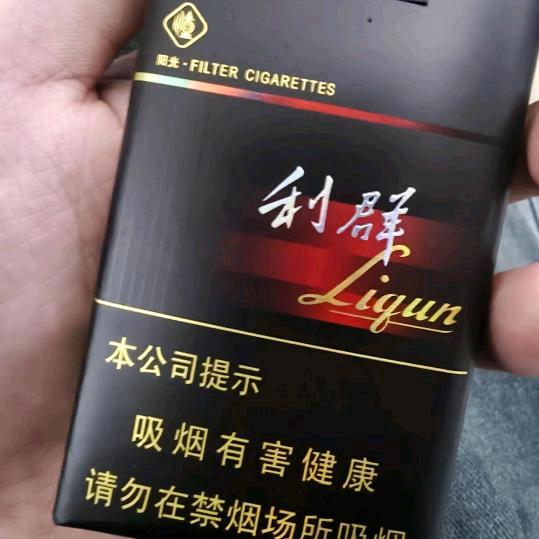 阳光·FILTER CIGARETTES
利群
Liqun
本公司提示
吸烟有害健康
请勿在禁烟场所吸烟